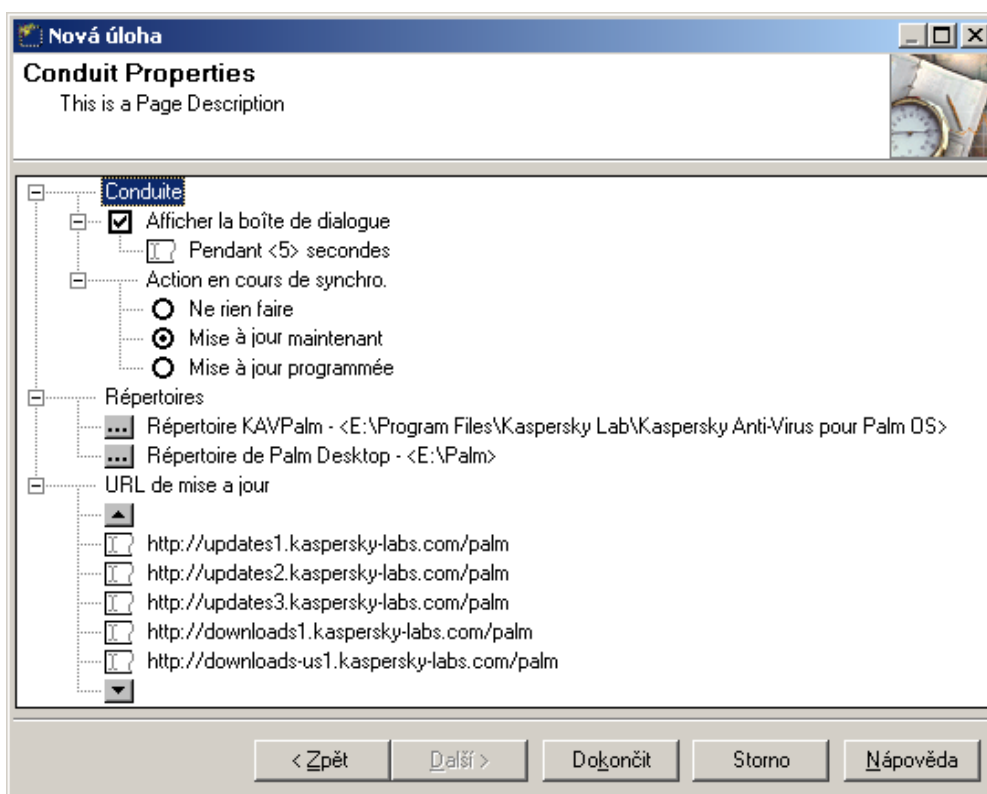 Nová úloha
Conduit Properties
This is a Page Description
Conduite
Afficher la boîte de dialogue
Pendant <5> secondes
Action en cours de synchro.
Ne rien faire
Mise à jour maintenant
Mise à jour programmée
Répertoires
Répertoire KAVPalm - <E:\Program Files\Kaspersky Lab\Kaspersky Anti-Virus pour Palm OS>
Répertoire de Palm Desktop - <E:\Palm>
URL de mise a jour
http://updates1.kaspersky-labs.com/palm
http://updates2.kaspersky-labs.com/palm
http://updates3.kaspersky-labs.com/palm
http://downloads1.kaspersky-labs.com/palm
http://downloads-us1.kaspersky-labs.com/palm
< Zpět Další > Dokončit Storno Nápověda